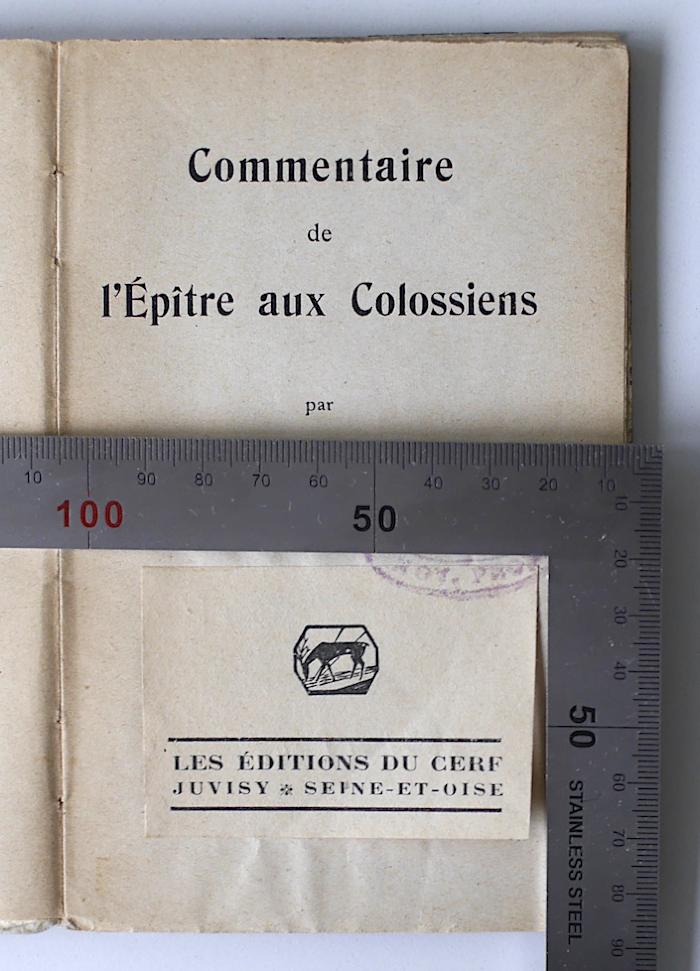 Commentaire
de
l'Épître aux Colossiens
par
10 100 90 80 70 60 50 40 30 20 10
10
20
30
40
50
60
70
80
90
STAINLESS STEEL
LES ÉDITIONS DU CERF
JUVISY ※ SEINE-ET-OISE